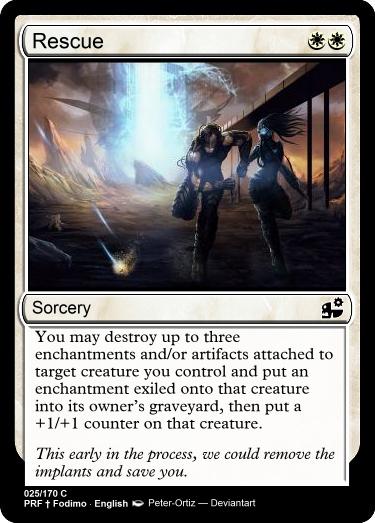 Rescue
Sorcery
You may destroy up to three
enchantments and/or artifacts attached to
target creature you control and put an
enchantment exiled onto that creature
into its owner's graveyard, then put a
+1/+1 counter on that creature.
This early in the process, we could remove the
implants and save you.
025/170 C
PRF † Fodimo · English Peter-Ortiz — Deviantart